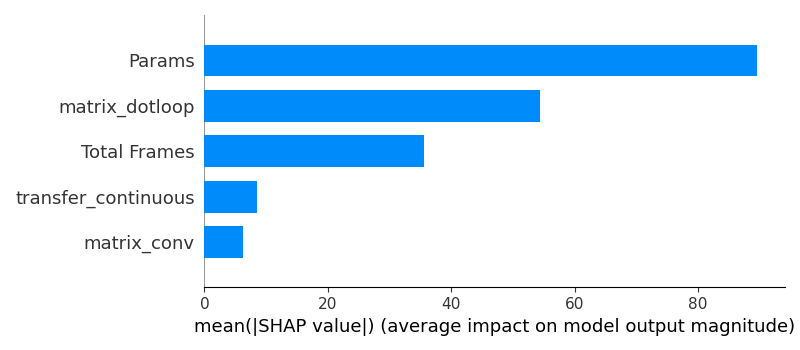 Params
matrix_dotloop
Total Frames
transfer_continuous
matrix_conv
0 20 40 60 80
mean(|SHAP value|) (average impact on model output magnitude)